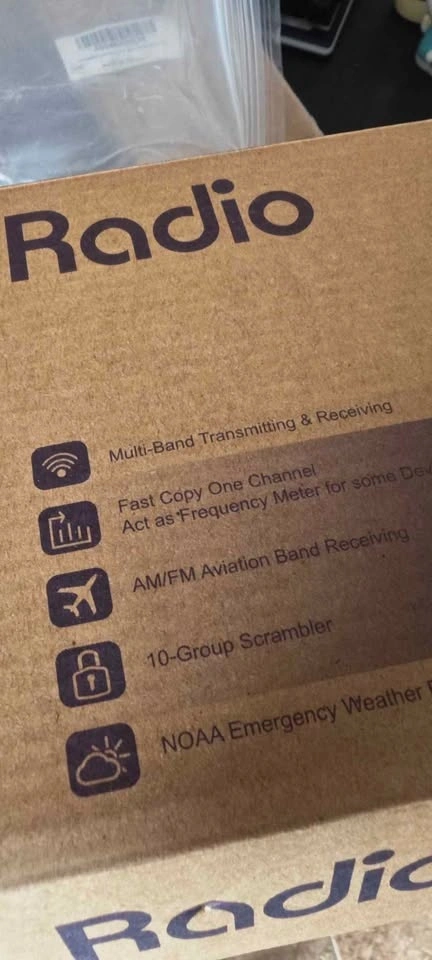 Radio
Multi-Band Transmitting & Receiving
Fast Copy One Channel
Act as Frequency Meter for some
AM/FM Aviation Band Receiving
10-Group Scrambler
NOAA Emergency Weather
Radio